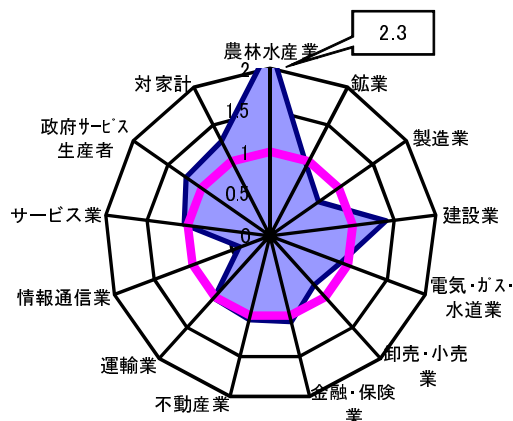 2.3
農林水産業
鉱業
製造業
建設業
電気・ガス・
水道業
卸売・小売
業
金融・保険
業
不動産業
運輸業
情報通信業
サービス業
政府サービス
生産者
対家計
2
1.5
1
0.5
0